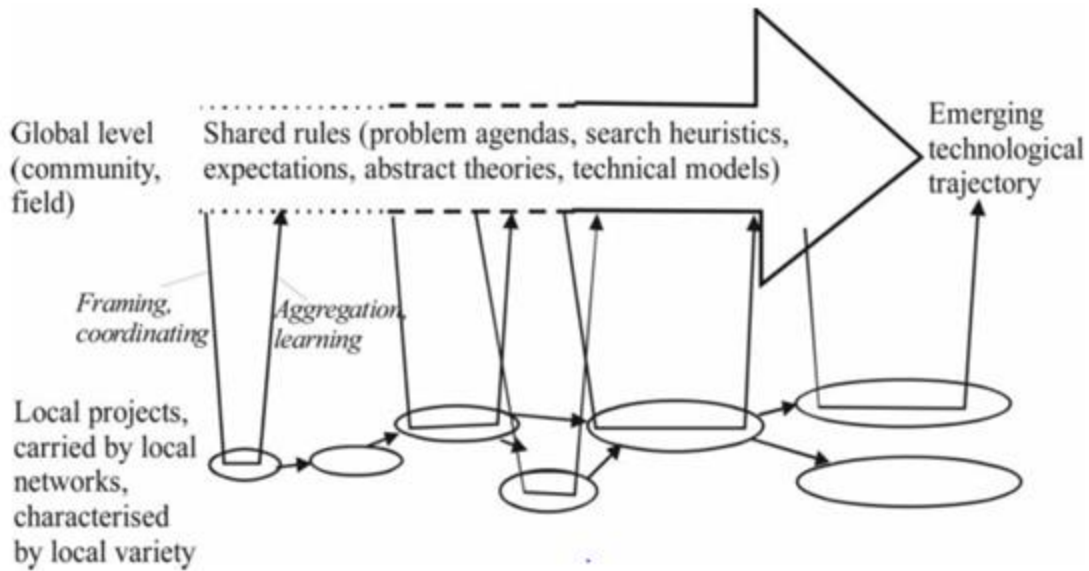 Global level
(community,
field)
Shared rules (problem agendas, search heuristics,
expectations, abstract theories, technical models)
Emerging
technological
trajectory
Framing,
coordinating
Aggregation,
learning
Local projects,
carried by local
networks,
characterised
by local variety